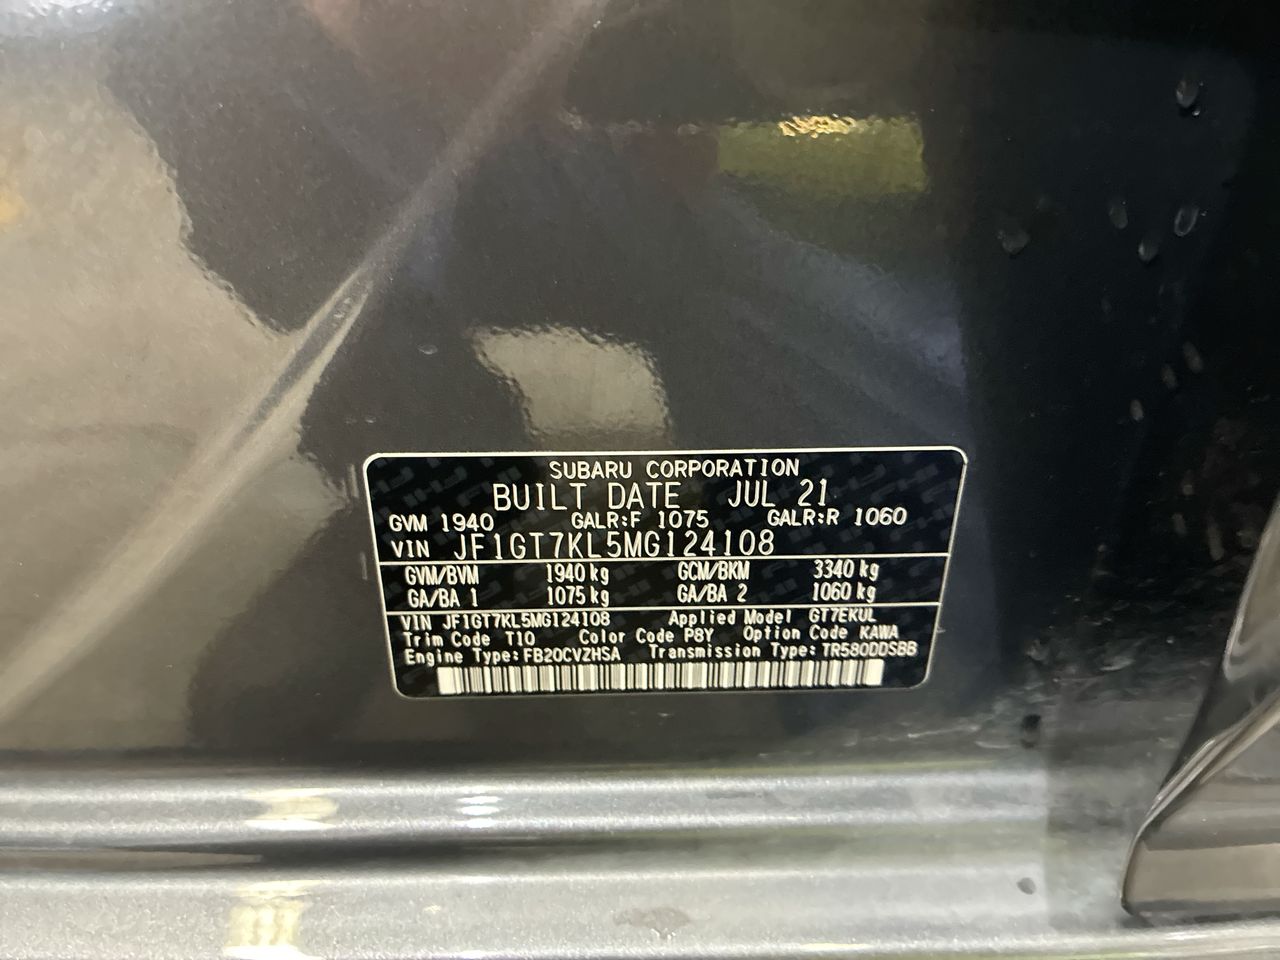 SUBARU CORPORATION
BUILT DATE JUL 21
GVM 1940 GALR:F 1075 GALR:R 1060
VIN JF1GT7KL5MG124108
GVM/BVM 1940 kg GCM/BKM 3340 kg
GA/BA 1 1075 kg GA/BA 2 1060 kg
VIN JF1GT7KL5MG124108 Applied Model GT7EKUL
Trim Code T10 Color Code P8Y Option Code KAWA
Engine Type: FB20CVZHSA Transmission Type: TR580DDSBB